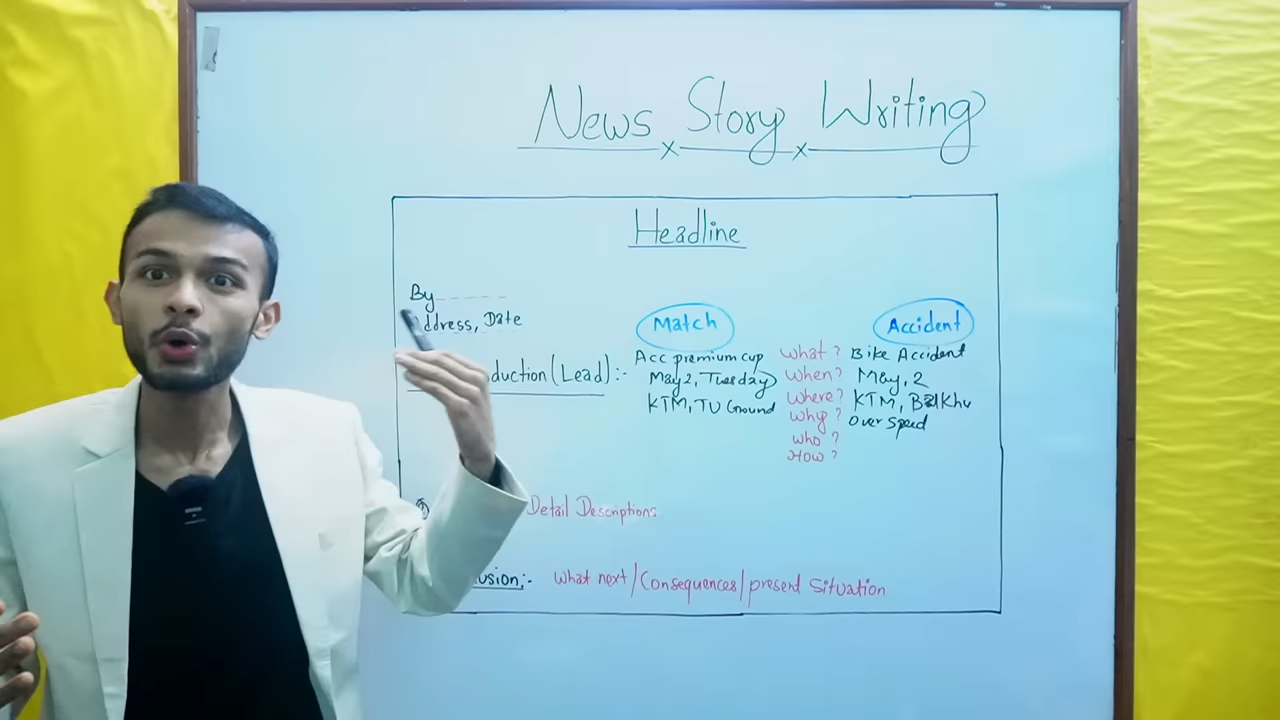 News Story Writing
Headline
By
Address, Date
Match
Accident
duction (Lead) :-
Acc premium cup
what ? Bike Accident
May 2, Tuesday
when? May, 2
KTM, TU Ground
where? KTM, Balkhu
why ? Over Speed
who ?
How ?
Detail Descriptions
usion:- what next/Consequences/present situation